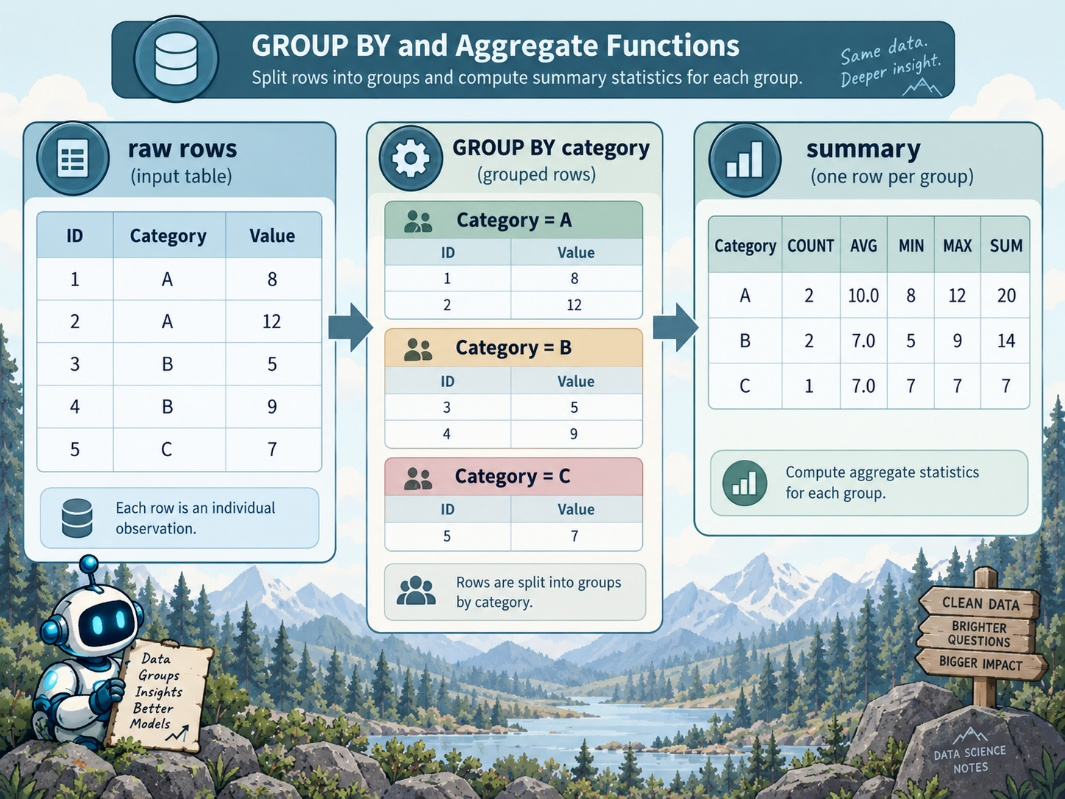 GROUP BY and Aggregate Functions
Split rows into groups and compute summary statistics for each group.
Same data.
Deeper insight.
raw rows
(input table)
ID Category Value
1 A 8
2 A 12
3 B 5
4 B 9
5 C 7
Each row is an individual
observation.
GROUP BY category
(grouped rows)
Category = A
ID Value
1 8
2 12
Category = B
ID Value
3 5
4 9
Category = C
ID Value
5 7
Rows are split into groups
by category.
summary
(one row per group)
Category COUNT AVG MIN MAX SUM
A 2 10.0 8 12 20
B 2 7.0 5 9 14
C 1 7.0 7 7 7
Compute aggregate statistics
for each group.
Data
Groups
Insights
Better
Models
CLEAN DATA
BRIGHTER
QUESTIONS
BIGGER IMPACT
DATA SCIENCE
NOTES